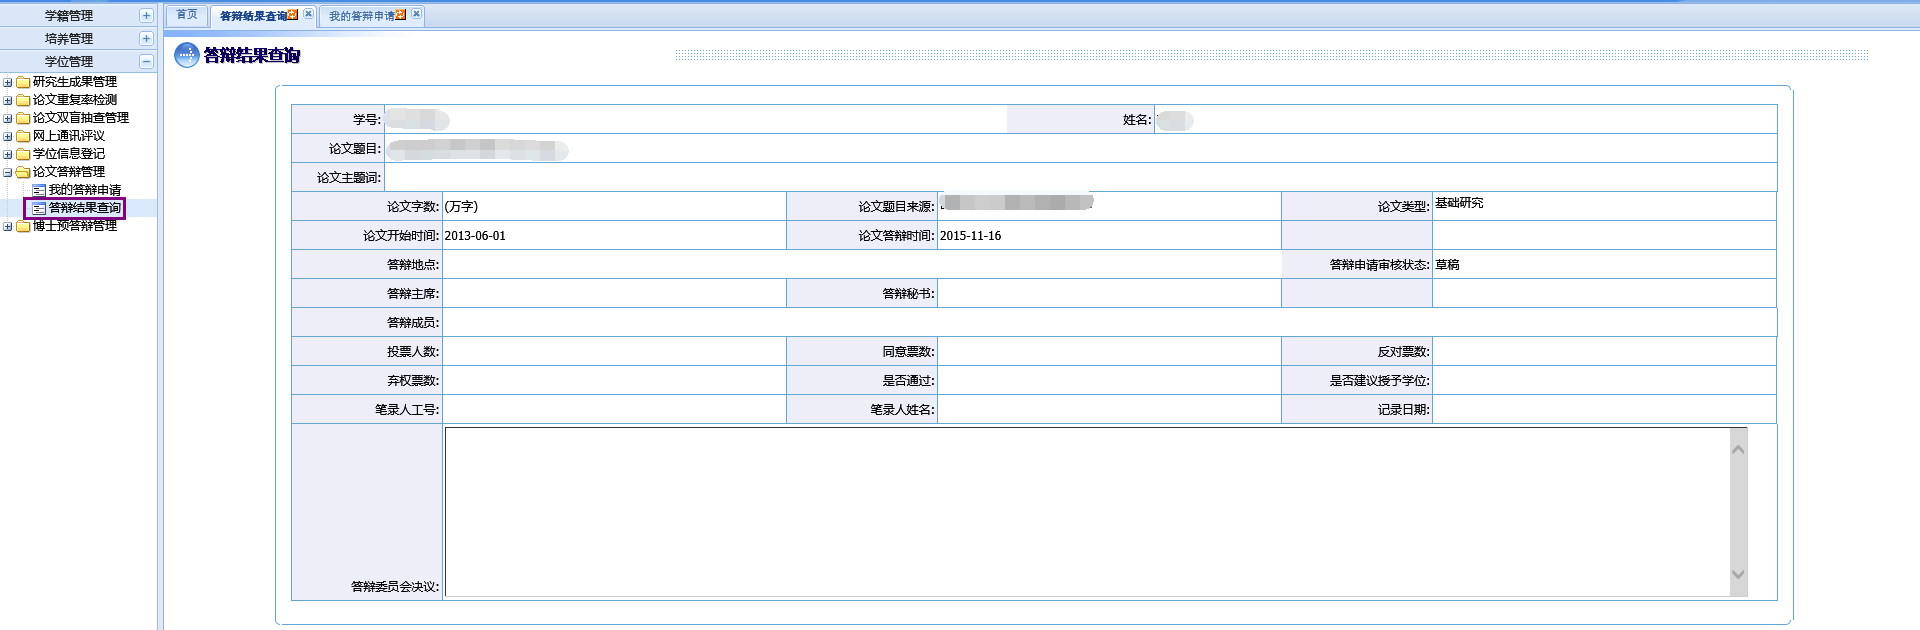 学籍管理
培养管理
学位管理
研究生成果管理
论文重复率检测
论文双盲抽查管理
网上通讯评议
学位信息登记
论文答辩管理
我的答辩申请
答辩结果查询
博士预答辩管理
首页 答辩结果查询 我的答辩申请
答辩结果查询
学号: 姓名:
论文题目:
论文主题词:
论文字数: (万字) 论文题目来源: 论文类型: 基础研究
论文开始时间: 2013-06-01 论文答辩时间: 2015-11-16
答辩地点: 答辩申请审核状态: 草稿
答辩主席: 答辩秘书:
答辩成员:
投票人数: 同意票数: 反对票数:
弃权票数: 是否通过: 是否建议授予学位:
笔录人工号: 笔录人姓名: 记录日期:
答辩委员会决议: